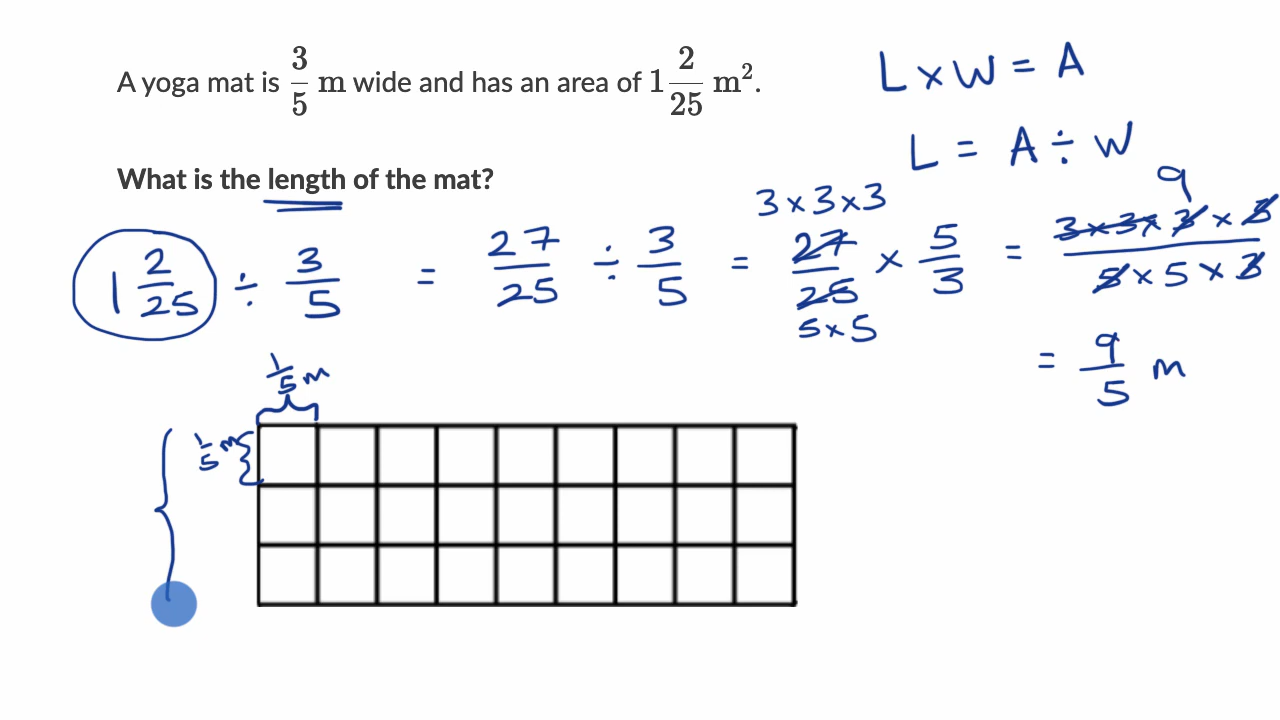 A yoga mat is 3/5 m wide and has an area of 1 2/25 m².
L × W = A
L = A ÷ W
What is the length of the mat?
9
3×3×3
1 2/25 ÷ 3/5 = 27/25 ÷ 3/5 = 27/25 × 5/3 = 3×3×3×5/5×5×3
5×5
= 9/5 m
1/5 m
1/5 m